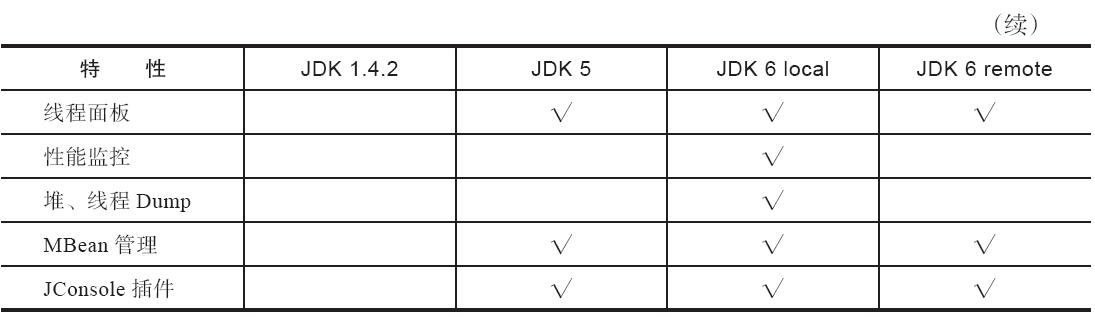 （续）
特 性 JDK 1.4.2 JDK 5 JDK 6 local JDK 6 remote
线程面板 √ √ √
性能监控 √
堆、线程 Dump √
MBean 管理 √ √ √
JConsole 插件 √ √ √